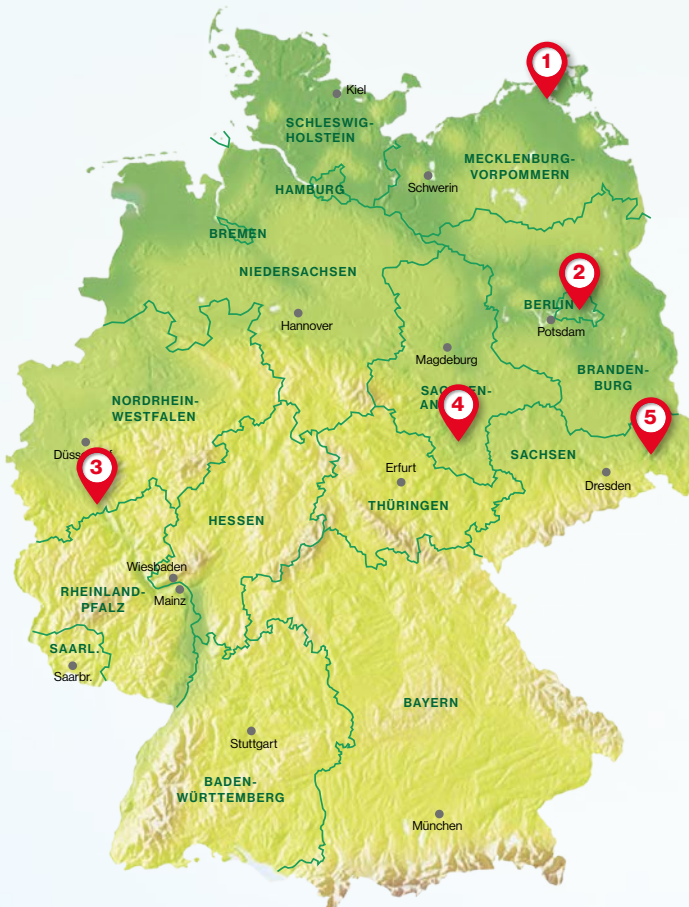 1
Kiel
SCHLESWIG-
HOLSTEIN
MECKLENBURG-
VORPOMMERN
Schwerin
HAMBURG
BREMEN
NIEDERSACHSEN
2
BERLIN
Potsdam
Hannover
Magdeburg
BRANDEN-
BURG
NORDRHEIN-
WESTFALEN
4
5
SACHSEN
3
Erfurt
Dresden
THÜRINGEN
HESSEN
Wiesbaden
RHEINLAND-
PFALZ
Mainz
SAARL.
Saarbr.
BAYERN
Stuttgart
BADEN-
WÜRTTEMBERG
München